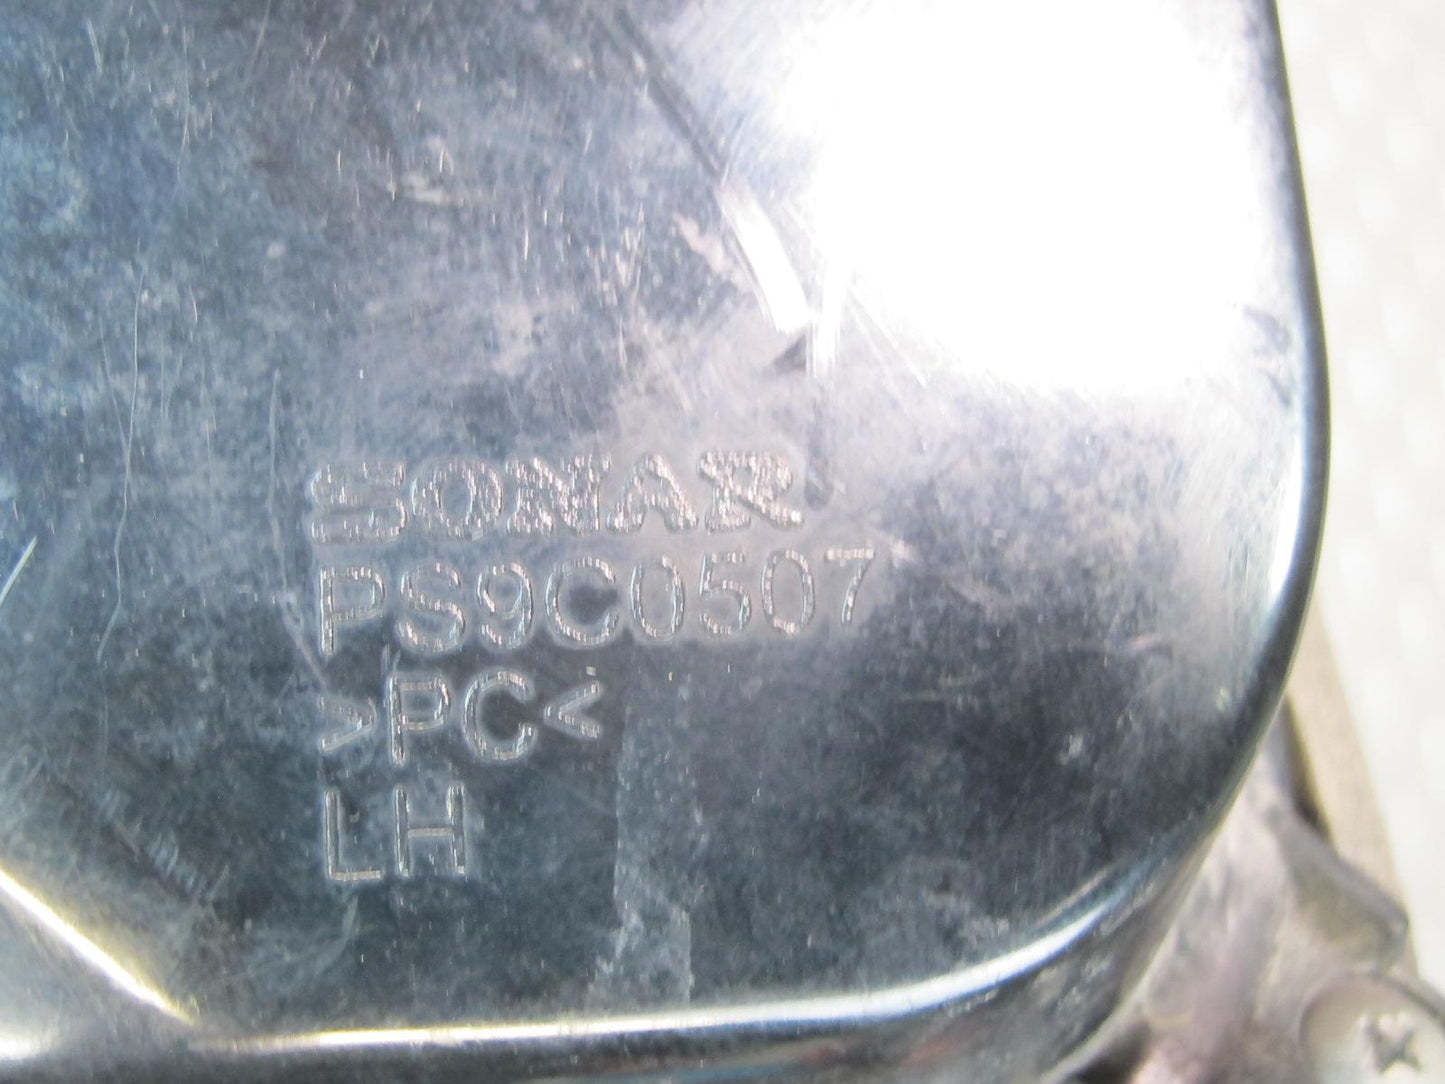 SONAR
PS9C0507
>PC<
LH